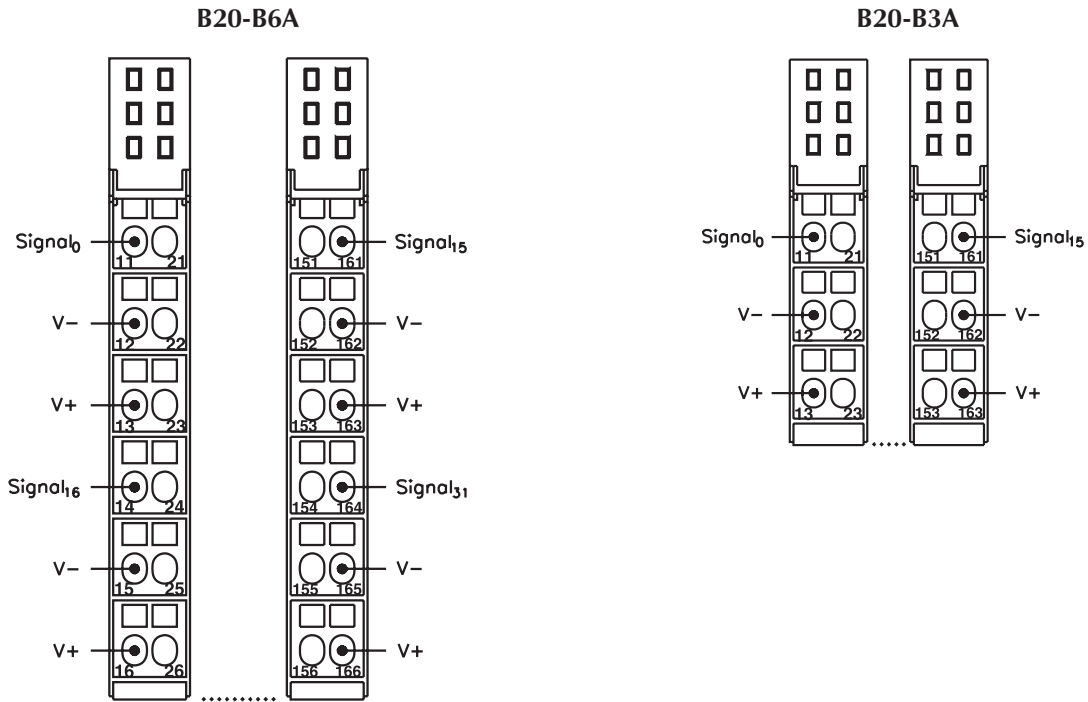 B20-B6A
B20-B3A
Signal0 11 21 151 161 Signal15
V− 12 22 152 162 V−
V+ 13 23 153 163 V+
Signal16 14 24 154 164 Signal31
V− 15 25 155 165 V−
V+ 16 26 156 166 V+
Signal0 11 21 151 161 Signal15
V− 12 22 152 162 V−
V+ 13 23 153 163 V+